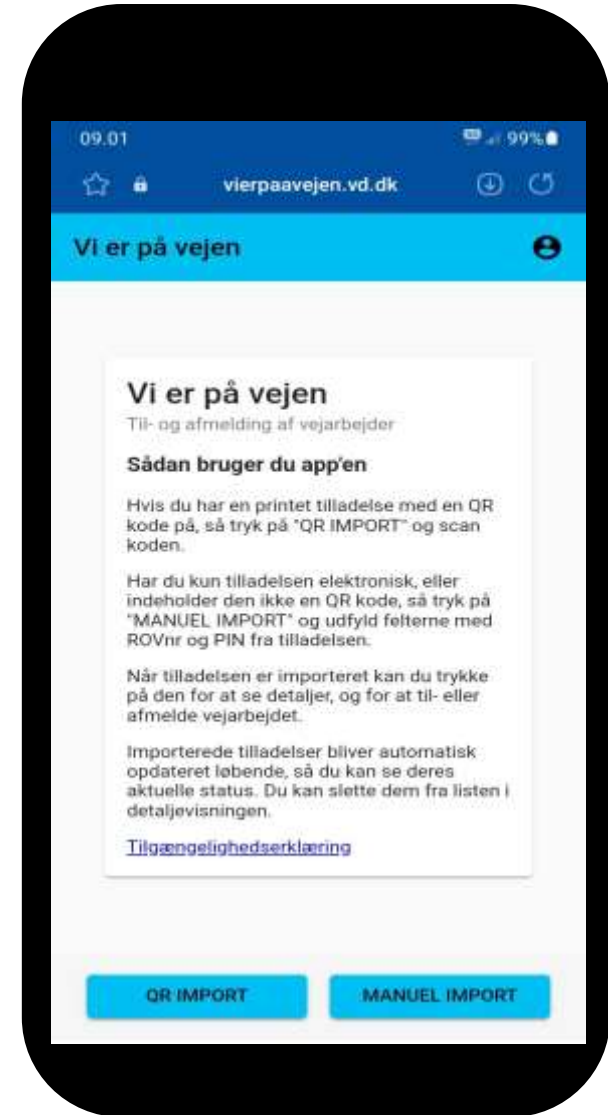 09.01
99%
vierpaavejen.vd.dk
Vi er på vejen
Vi er på vejen
Til- og afmelding af vejarbejder
Sådan bruger du app'en
Hvis du har en printet tilladelse med en QR
kode på, så tryk på "QR IMPORT" og scan
koden.
Har du kun tilladelsen elektronisk, eller
indeholder den ikke en QR kode, så tryk på
"MANUEL IMPORT" og udfyld felterne med
ROVnr og PIN fra tilladelsen.
Når tilladelsen er importeret kan du trykke
på den for at se detaljer, og for at til- eller
afmelde vejarbejdet.
Importerede tilladelser bliver automatisk
opdateret løbende, så du kan se deres
aktuelle status. Du kan slette dem fra listen i
detaljevisningen.
Tilgængelighedserklæring
QR IMPORT
MANUEL IMPORT